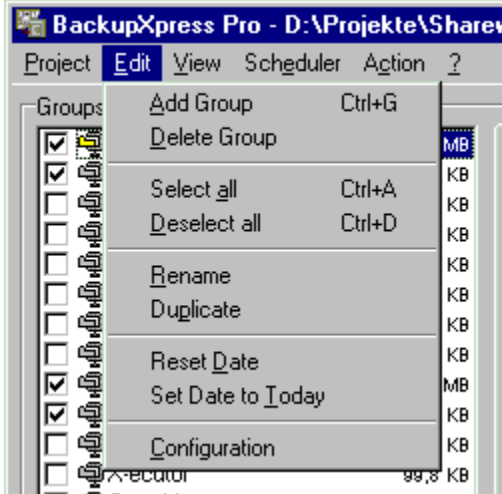 BackupXpress Pro - D:\Projekte\Sharew
Project Edit View Scheduler Action ?
Groups
Add Group Ctrl+G
Delete Group
MB
KB
Select all Ctrl+A
KB
Deselect all Ctrl+D
KB
Rename
KB
Duplicate
KB
KB
Reset Date
KB
Set Date to Today
MB
KB
Configuration
KB
X-ecutor 99,8 KB